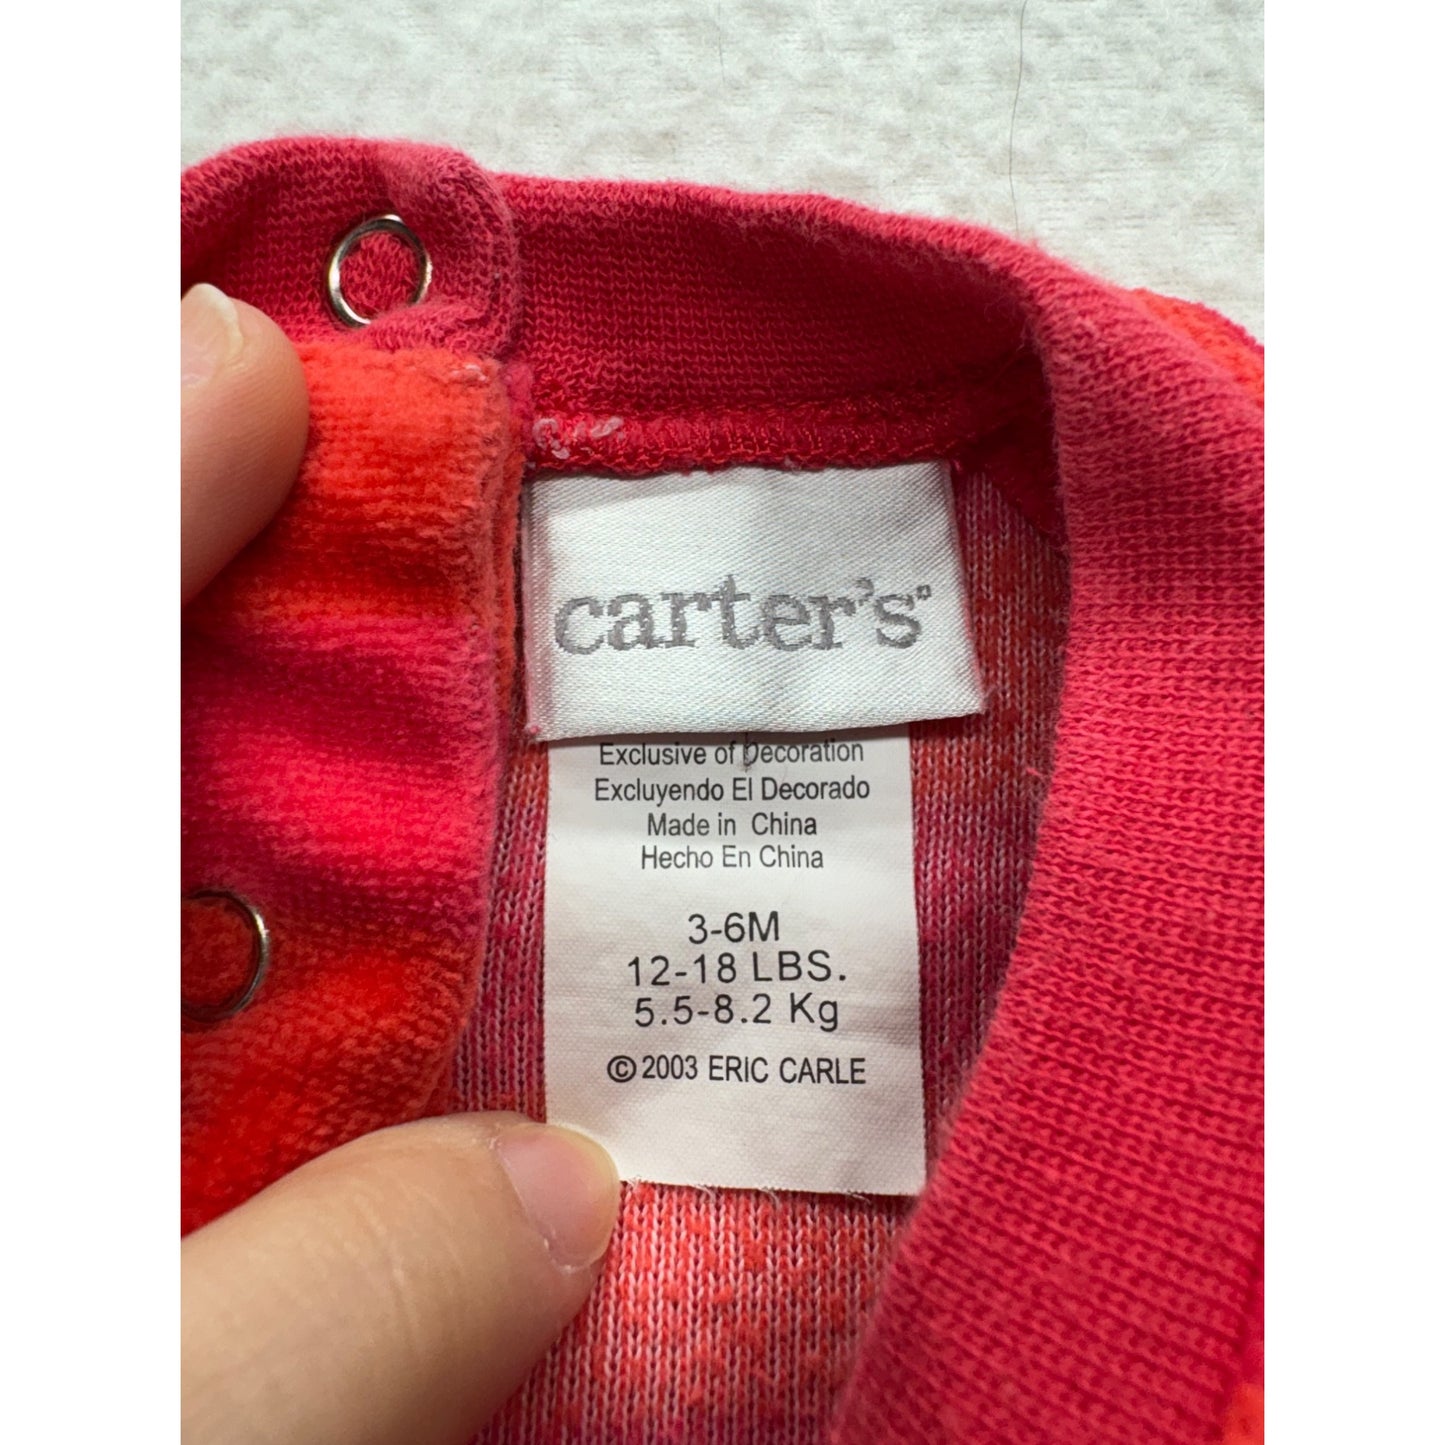 carter's®
Exclusive of Decoration
Excluyendo El Decorado
Made in China
Hecho En China
3-6M
12-18 LBS.
5.5-8.2 Kg
© 2003 ERIC CARLE